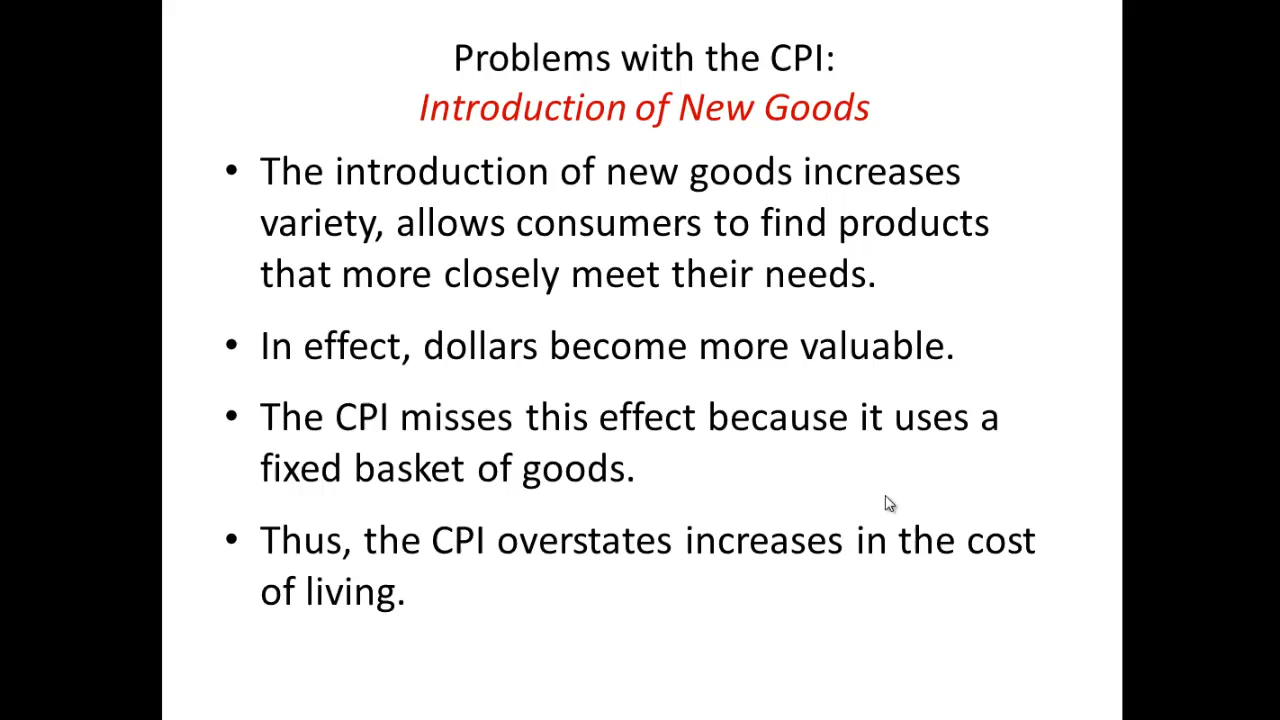 Problems with the CPI:
Introduction of New Goods
• The introduction of new goods increases
variety, allows consumers to find products
that more closely meet their needs.
• In effect, dollars become more valuable.
• The CPI misses this effect because it uses a
fixed basket of goods.
• Thus, the CPI overstates increases in the cost
of living.